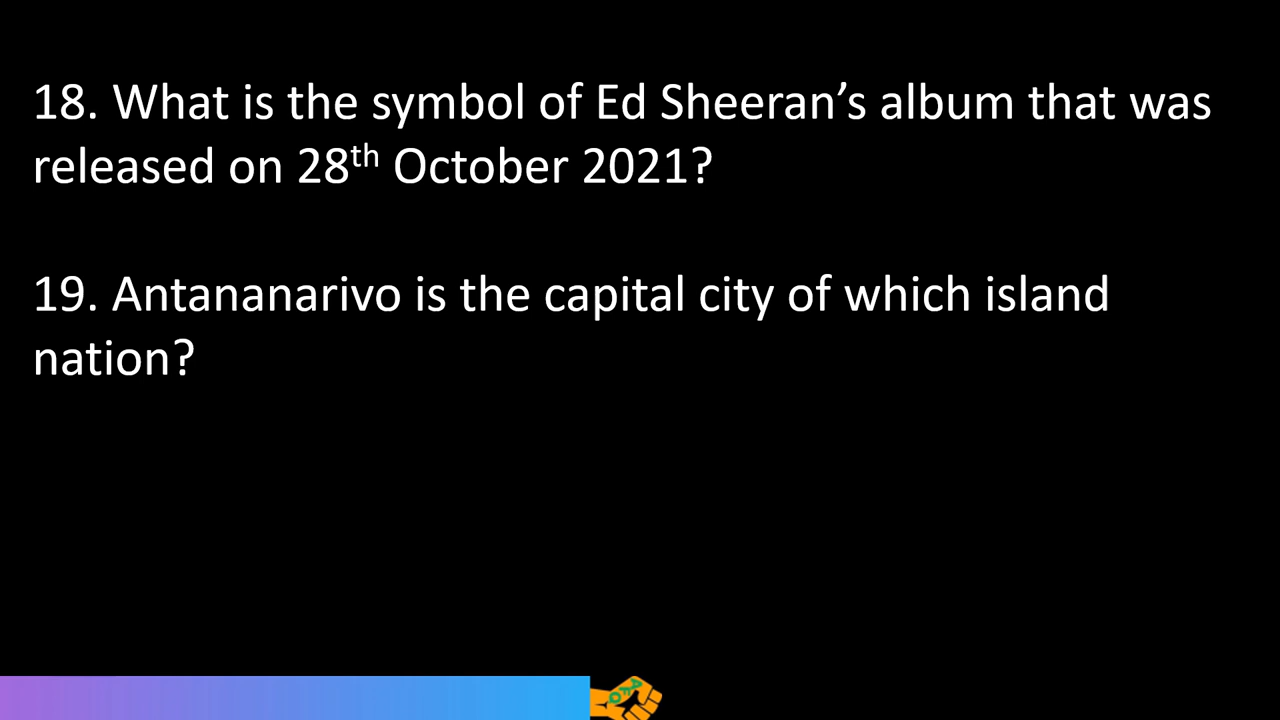 18. What is the symbol of Ed Sheeran’s album that was
released on 28th October 2021?
19. Antananarivo is the capital city of which island
nation?